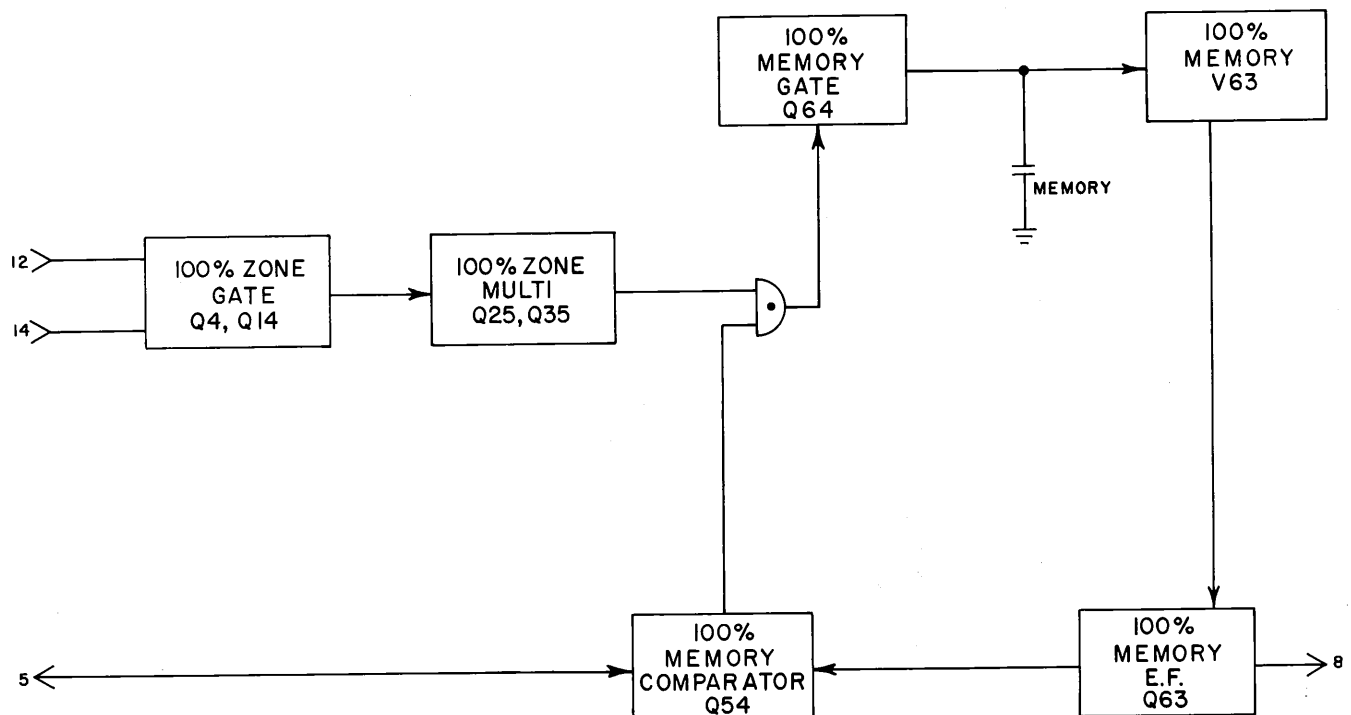 100%
MEMORY
GATE
Q64
100%
MEMORY
V63
MEMORY
12
14
100% ZONE
GATE
Q4, Q14
100% ZONE
MULTI
Q25, Q35
5
100%
MEMORY
COMPARATOR
Q54
100%
MEMORY
E.F.
Q63
8